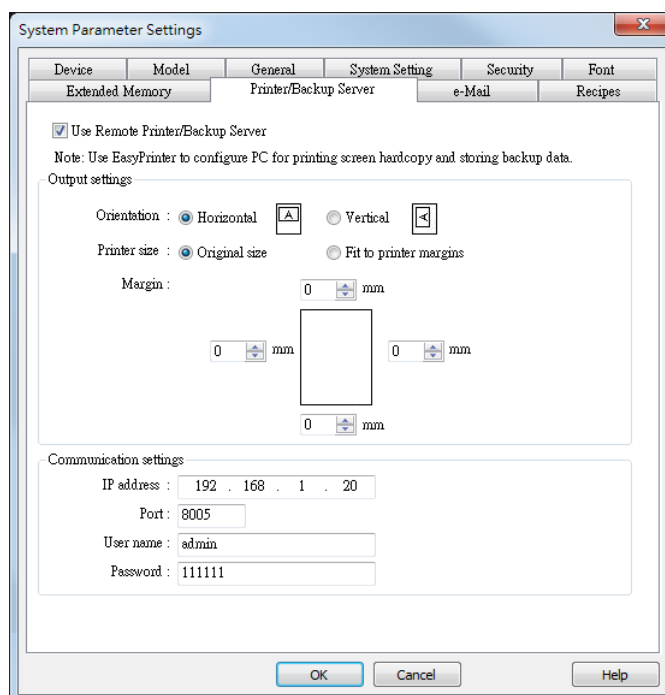 System Parameter Settings
Device Model General System Setting Security Font
Extended Memory Printer/Backup Server e-Mail Recipes
Use Remote Printer/Backup Server
Note: Use EasyPrinter to configure PC for printing screen hardcopy and storing backup data.
Output settings
Orientation : Horizontal A Vertical A
Printer size : Original size Fit to printer margins
Margin :
0 mm
0 mm 0 mm
0 mm
Communication settings
IP address : 192 . 168 . 1 . 20
Port : 8005
User name : admin
Password : 111111
OK Cancel Help